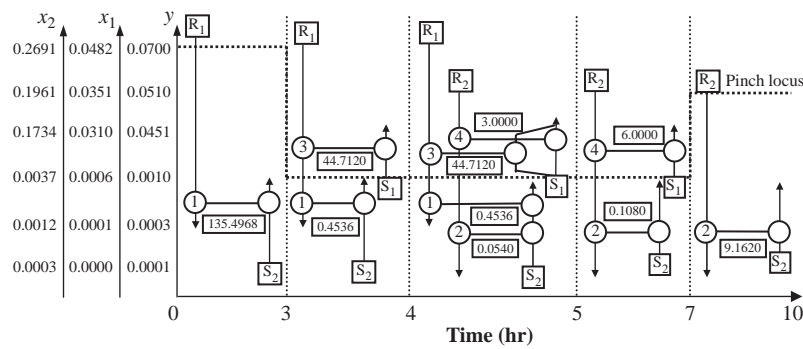 x2 x1 y
0.2691 0.0482 0.0700
0.1961 0.0351 0.0510
0.1734 0.0310 0.0451
0.0037 0.0006 0.0010
0.0012 0.0001 0.0003
0.0003 0.0000 0.0001
R1 R1 R1
R2 R2 R2 Pinch locus
3.0000 6.0000
4 4
3 3
44.7120 44.7120
S1 S1 S1
1 1 1
135.4968 0.4536 0.4536 0.1080
2 2 2
0.0540 9.1620
S2 S2 S2 S2 S2
0 3 4 5 7 10
Time (hr)